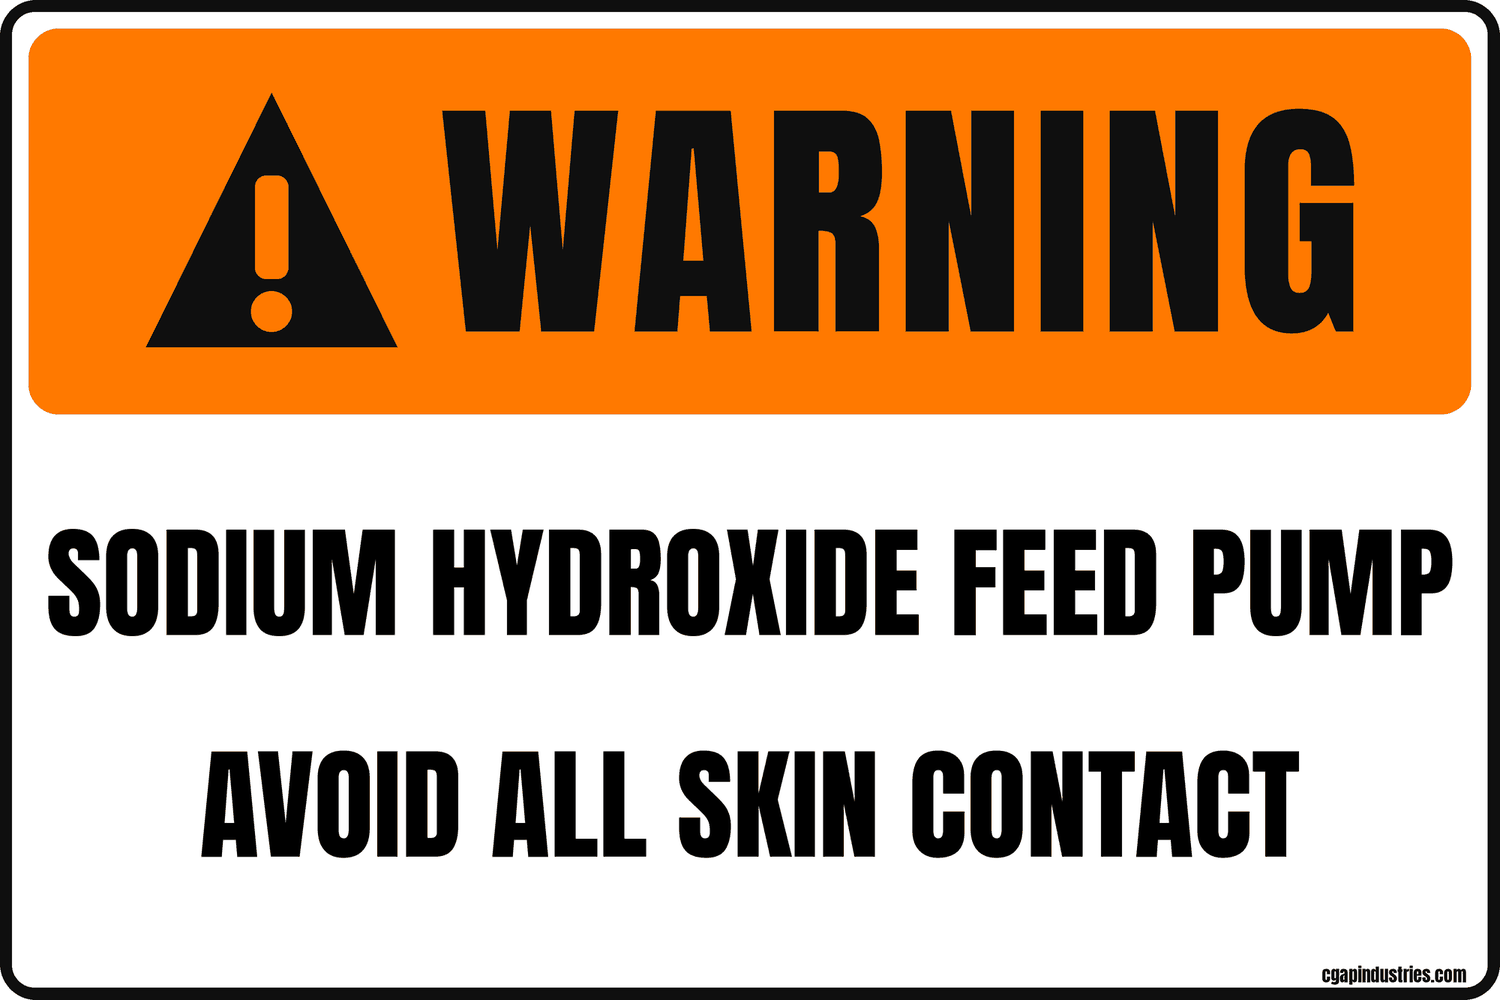 WARNING
SODIUM HYDROXIDE FEED PUMP
AVOID ALL SKIN CONTACT
cgapindustries.com